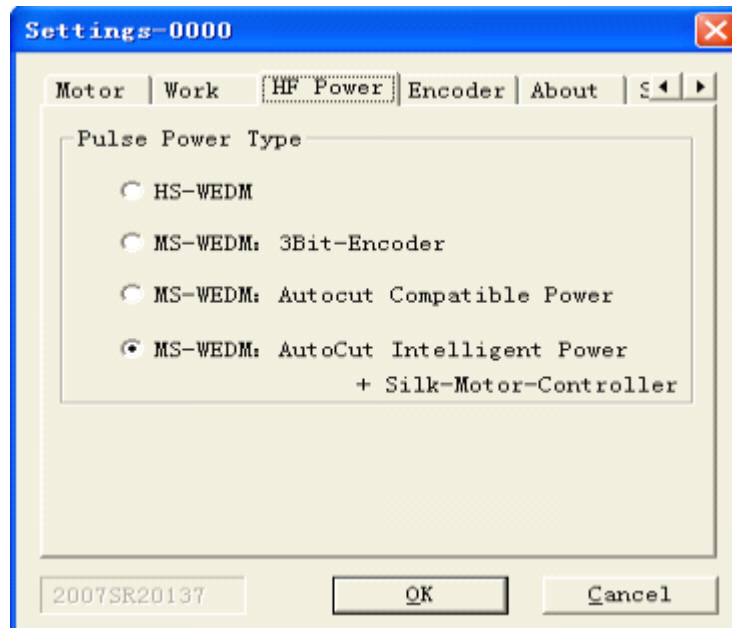 Settings-0000
Motor Work HF Power Encoder About S
Pulse Power Type
HS-WEDM
MS-WEDM: 3Bit-Encoder
MS-WEDM: Autocut Compatible Power
MS-WEDM: AutoCut Intelligent Power
+ Silk-Motor-Controller
2007SR20137 OK Cancel